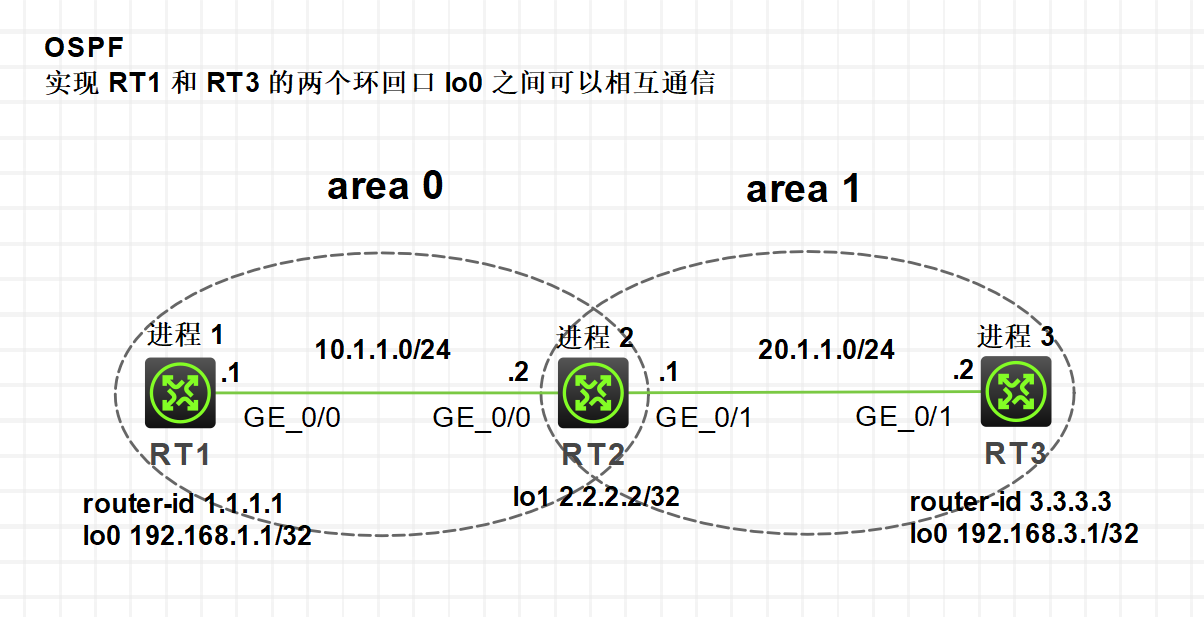 OSPF
实现 RT1 和 RT3 的两个环回口 lo0 之间可以相互通信
area 0
area 1
进程 1
进程 2
进程 3
10.1.1.0/24
20.1.1.0/24
.1
.2
.1
.2
GE_0/0
GE_0/0
GE_0/1
GE_0/1
RT1
RT2
RT3
router-id 1.1.1.1
lo0 192.168.1.1/32
lo1 2.2.2.2/32
router-id 3.3.3.3
lo0 192.168.3.1/32